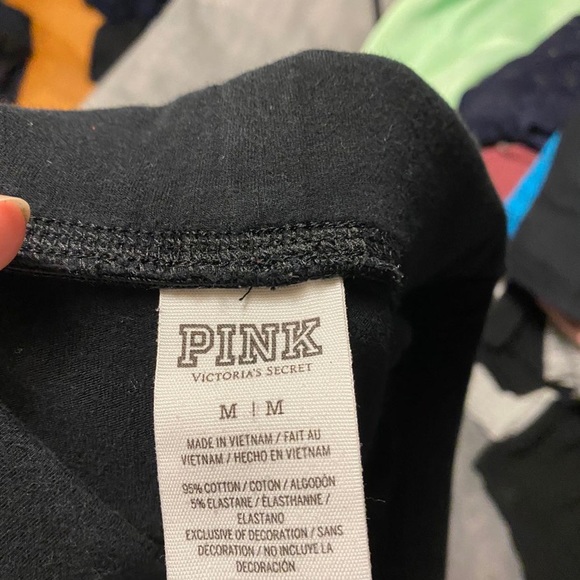 PINK
VICTORIA'S SECRET
M | M
MADE IN VIETNAM / FAIT AU
VIETNAM / HECHO EN VIETNAM
95% COTTON / COTON / ALGODÓN
5% ELASTANE / ÉLASTHANNE /
ELASTANO
EXCLUSIVE OF DECORATION / SANS
DÉCORATION / NO INCLUYE LA
DECORACIÓN